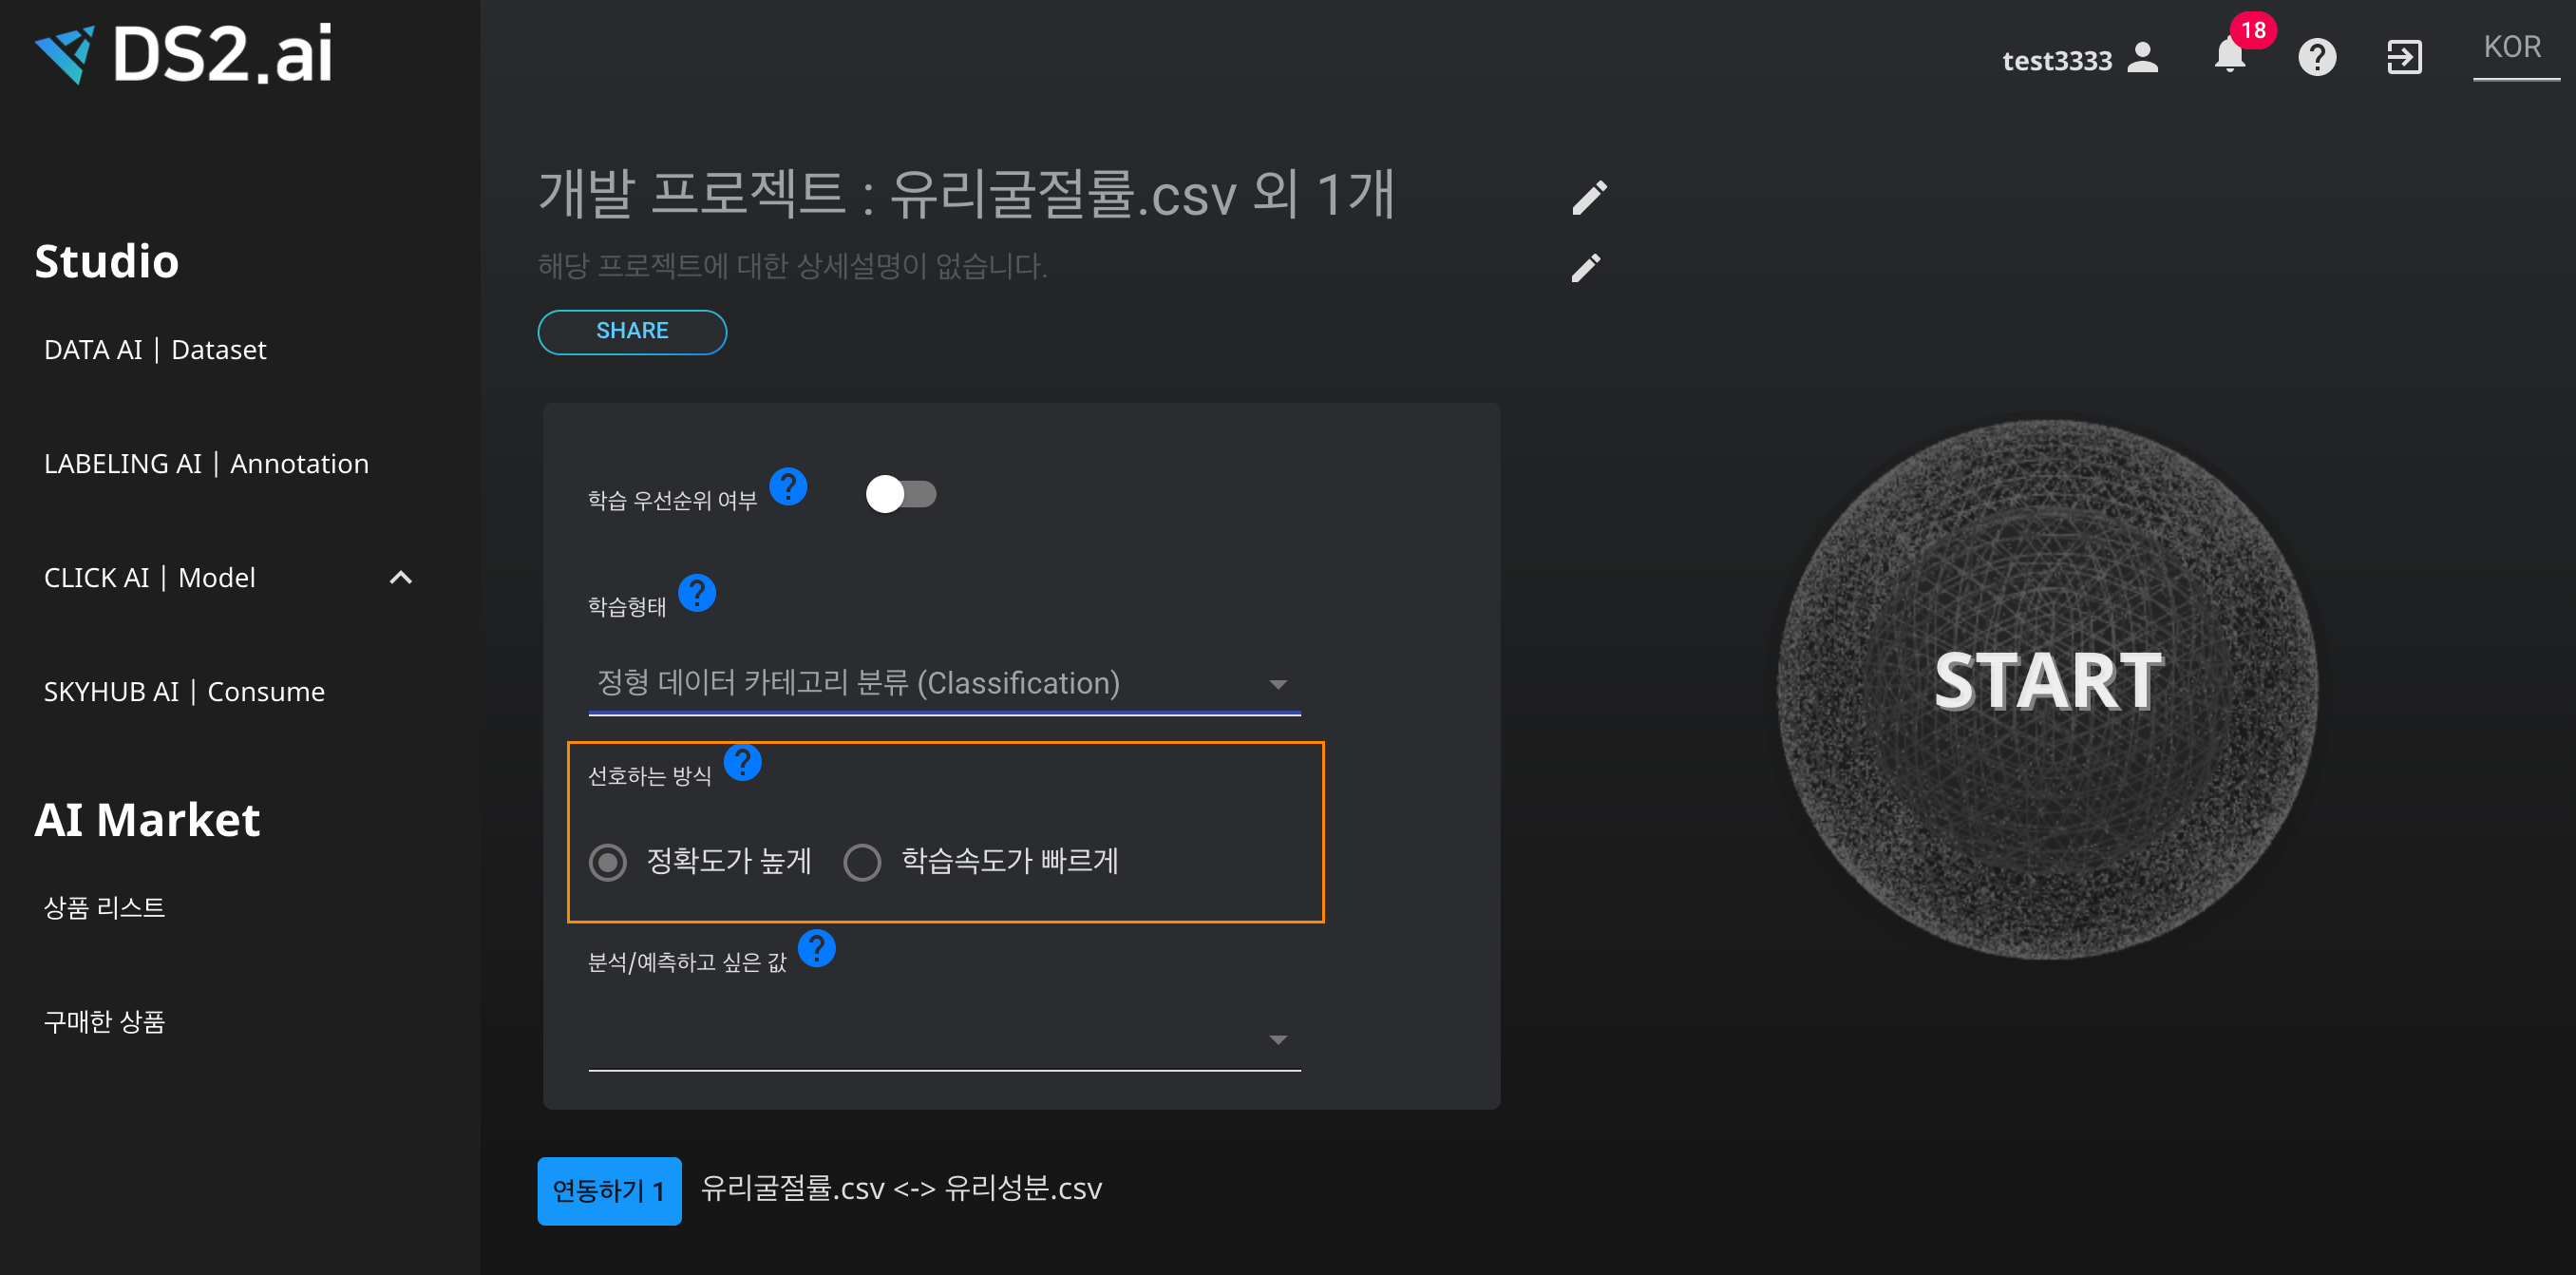 DS2.ai
test3333
18
KOR
Studio
DATA AI | Dataset
LABELING AI | Annotation
CLICK AI | Model
SKYHUB AI | Consume
AI Market
상품 리스트
구매한 상품
개발 프로젝트 : 유리굴절률.csv 외 1개
해당 프로젝트에 대한 상세설명이 없습니다.
SHARE
학습 우선순위 여부 ?
학습형태 ?
정형 데이터 카테고리 분류 (Classification)
선호하는 방식 ?
정확도가 높게 학습속도가 빠르게
분석/예측하고 싶은 값 ?
START
연동하기 1 유리굴절률.csv <-> 유리성분.csv